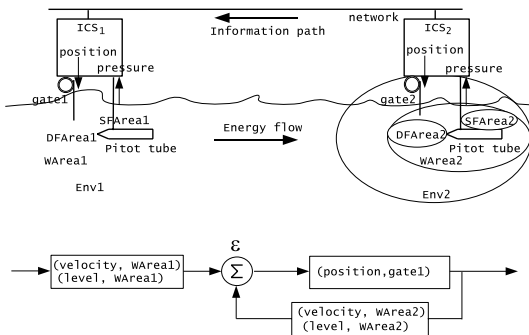 network
ICS1
position
pressure
gate1
SFArea1
DFArea1
Pitot tube
WArea1
Env1
Information path
Energy flow
ICS2
position
pressure
gate2
SFArea2
DFArea2
Pitot tube
WArea2
Env2
(velocity, WArea1)
(level, WArea1)
ε
Σ
(position,gate1)
(velocity, WArea2)
(level, WArea2)